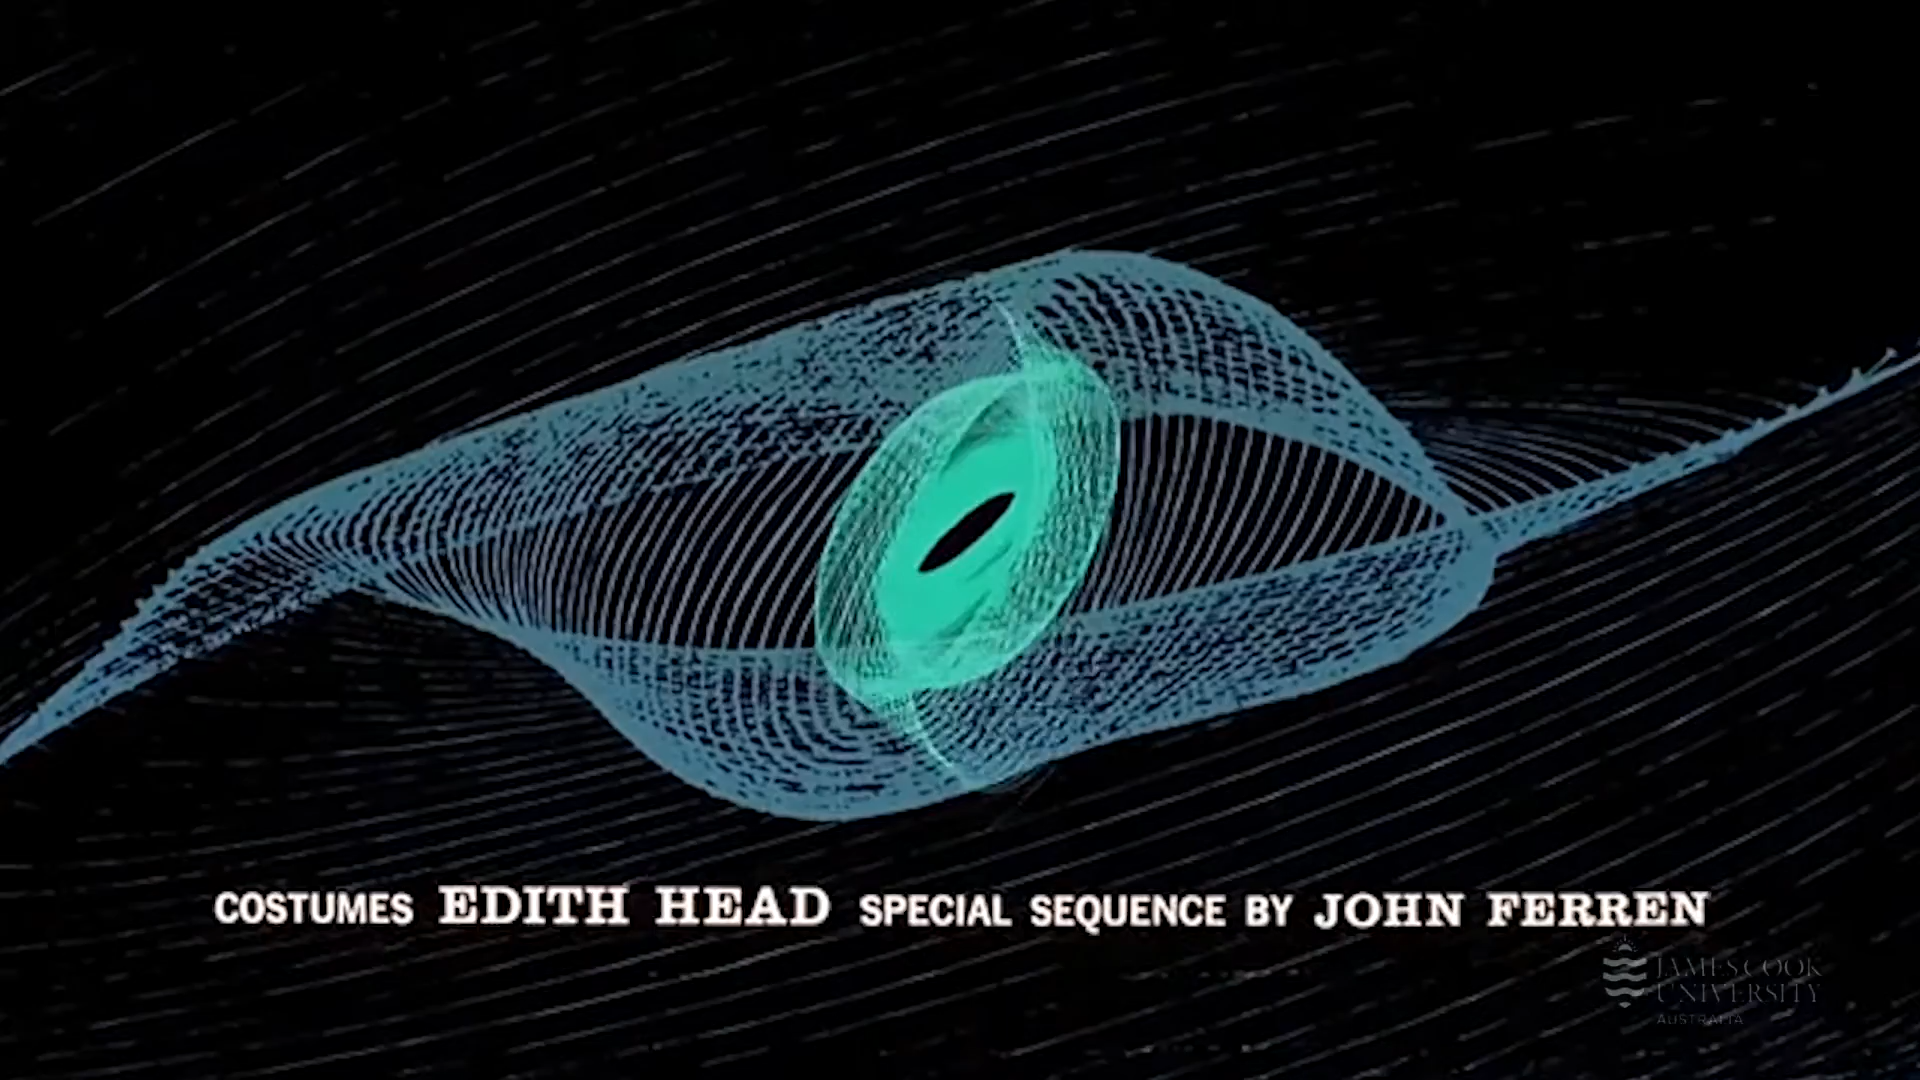 COSTUMES EDITH HEAD SPECIAL SEQUENCE BY JOHN FERREN
JAMES COOK
UNIVERSITY
AUSTRALIA